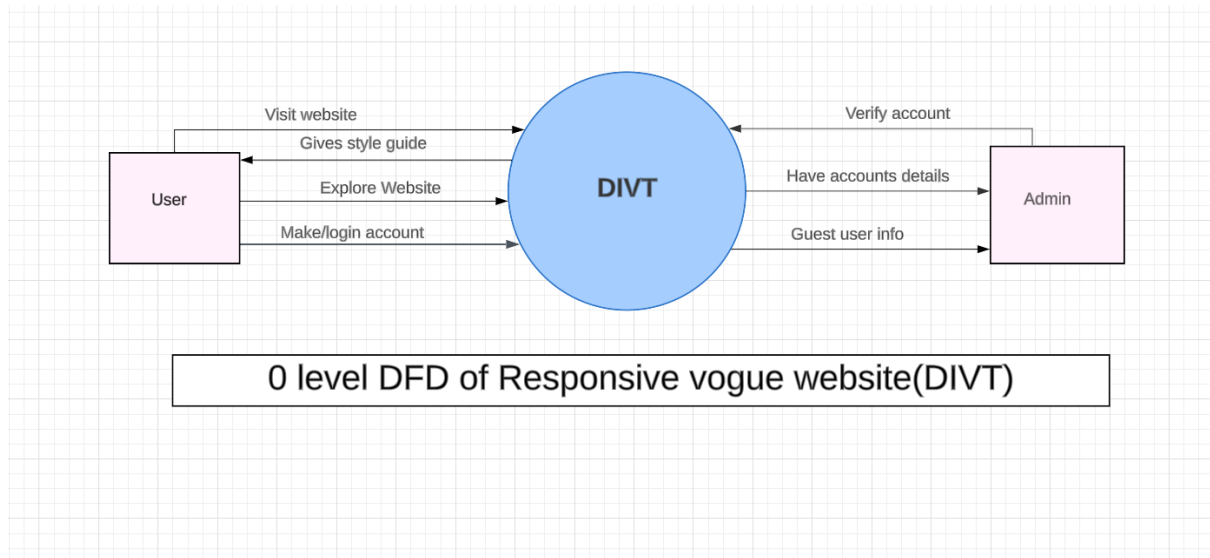 Visit website
Gives style guide
Explore Website
Make/login account
User
DIVT
Verify account
Have accounts details
Guest user info
Admin
0 level DFD of Responsive vogue website(DIVT)